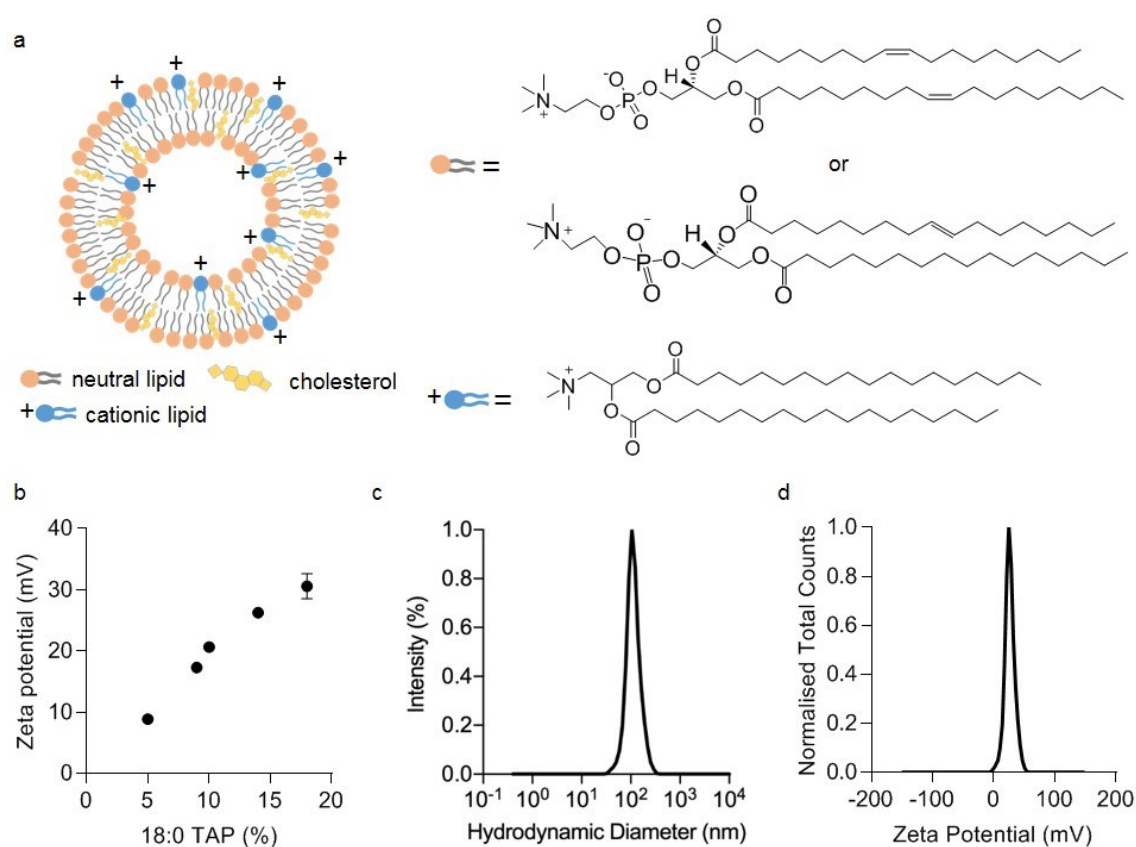 a
or
neutral lipid
cholesterol
+ cationic lipid
+ =
=
b
Zeta potential (mV)
40
30
20
10
0
0 5 10 15 20
18:0 TAP (%)
c
Intensity (%)
1.0
0.8
0.6
0.4
0.2
0.0
10-1 100 101 102 103 104
Hydrodynamic Diameter (nm)
d
Normalised Total Counts
1.0
0.8
0.6
0.4
0.2
0.0
-200 -100 0 100 200
Zeta Potential (mV)